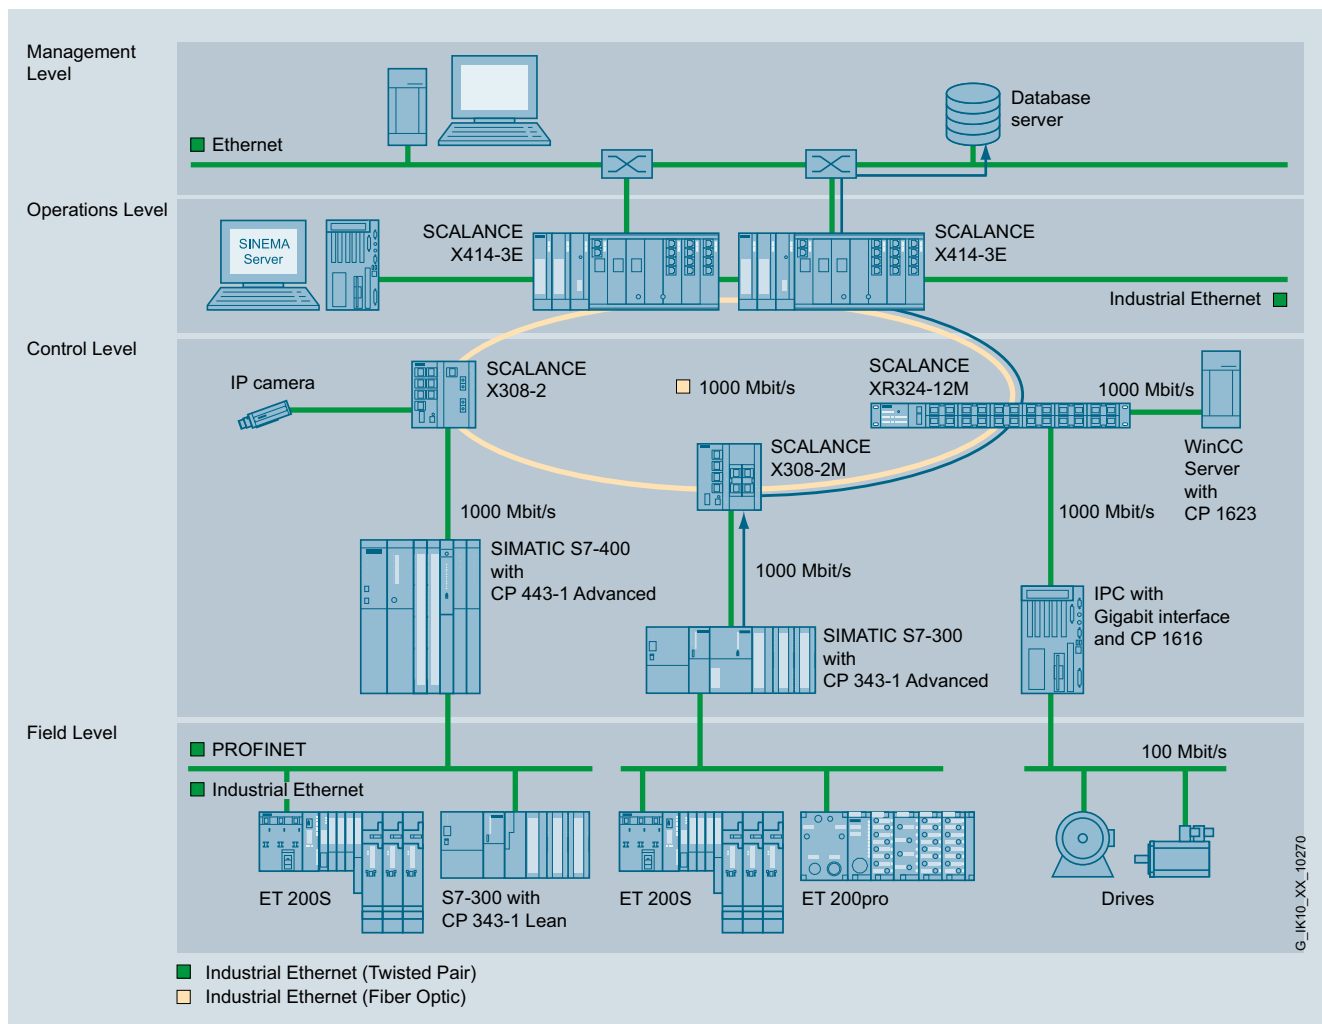 Management
Level
Database
server
Ethernet
Operations Level
SINEMA
Server
SCALANCE
X414-3E
SCALANCE
X414-3E
Industrial Ethernet
Control Level
IP camera
SCALANCE
X308-2
1000 Mbit/s
SCALANCE
XR324-12M
1000 Mbit/s
WinCC
Server
with
CP 1623
SCALANCE
X308-2M
1000 Mbit/s
1000 Mbit/s
SIMATIC S7-400
with
CP 443-1 Advanced
1000 Mbit/s
IPC with
Gigabit interface
and CP 1616
SIMATIC S7-300
with
CP 343-1 Advanced
Field Level
PROFINET
100 Mbit/s
Industrial Ethernet
ET 200S
S7-300 with
CP 343-1 Lean
ET 200S
ET 200pro
Drives
G_IK10_XX_10270
Industrial Ethernet (Twisted Pair)
Industrial Ethernet (Fiber Optic)